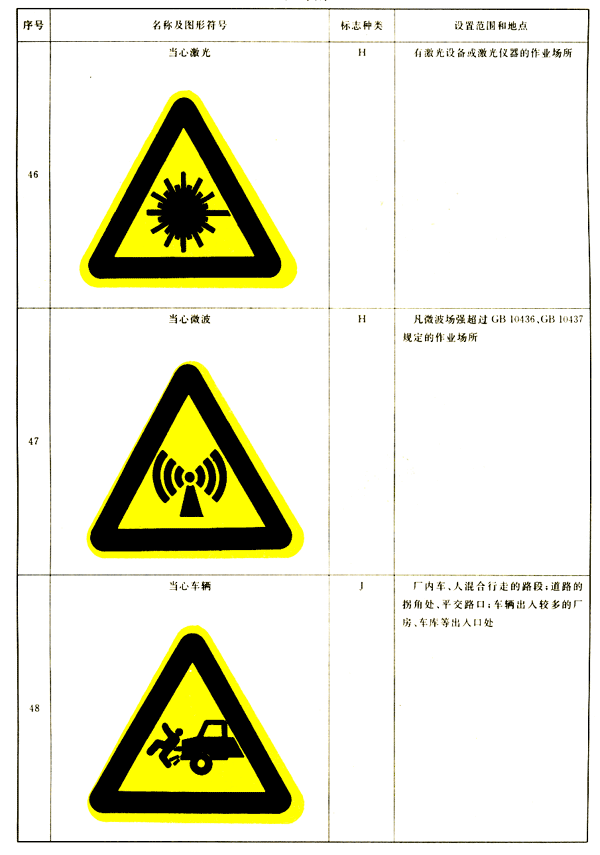 序号 名称及图形符号 标志种类 设置范围和地点
46 当心激光 H 有激光设备或激光仪器的作业场所
47 当心微波 H 凡微波场强超过 GB 10436、GB 10437
规定的作业场所
48 当心车辆 J 厂内车、人混合行走的路段;道路的
拐角处、平交路口;车辆出入较多的厂
房、车库等出入口处